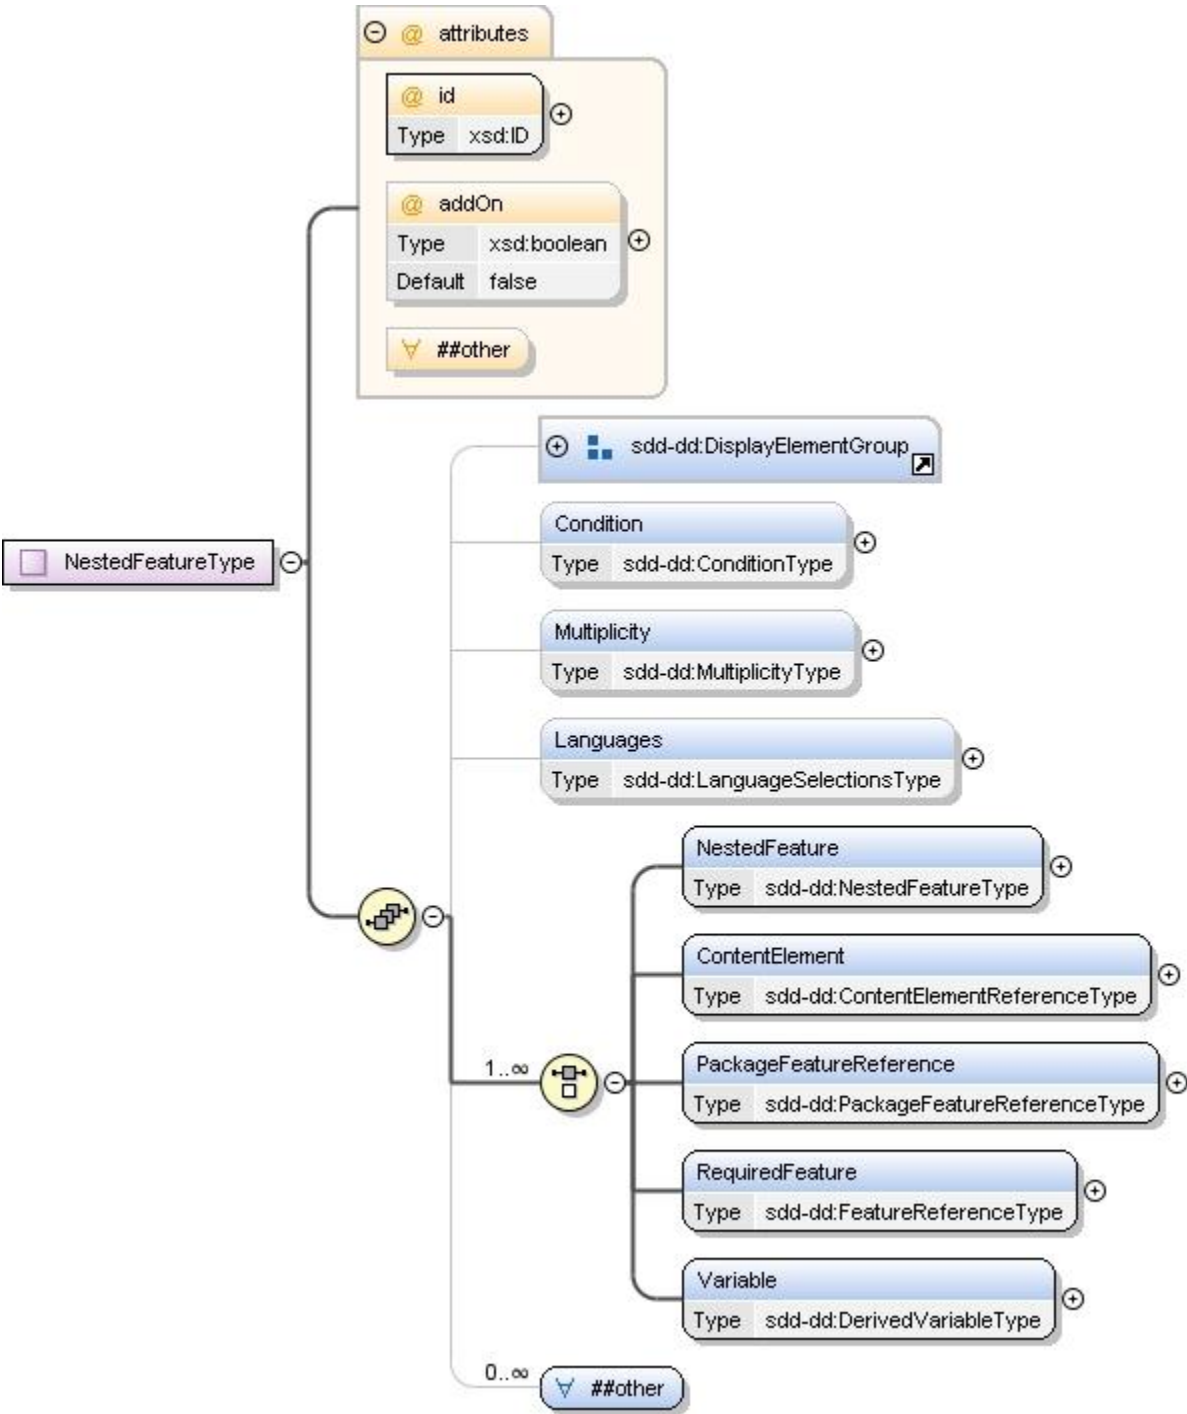 @ attributes
@ id
Type xsd:ID
@ addOn
Type xsd:boolean
Default false
∀ ##other
sdd-dd:DisplayElementGroup
Condition
Type sdd-dd:ConditionType
NestedFeatureType
Multiplicity
Type sdd-dd:MultiplicityType
Languages
Type sdd-dd:LanguageSelectionsType
NestedFeature
Type sdd-dd:NestedFeatureType
ContentElement
Type sdd-dd:ContentElementReferenceType
1..∞
PackageFeatureReference
Type sdd-dd:PackageFeatureReferenceType
RequiredFeature
Type sdd-dd:FeatureReferenceType
Variable
Type sdd-dd:DerivedVariableType
0..∞
∀ ##other